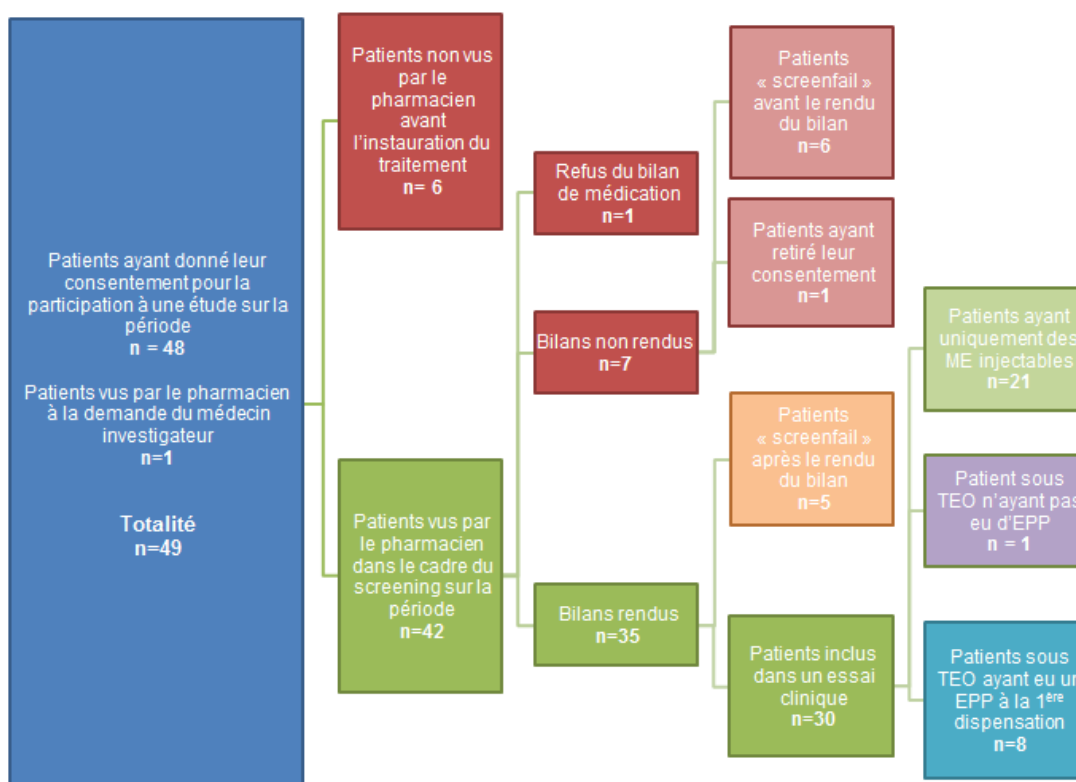 Patients ayant donné leur
consentement pour la
participation à une étude sur la
période
n = 48
Patients vus par le pharmacien
à la demande du médecin
investigateur
n=1
Totalité
n=49
Patients non vus
par le
pharmacien
avant
l'instauration du
traitement
n= 6
Patients vus par
le pharmacien
dans le cadre du
screening sur la
période
n=42
Refus du bilan
de médication
n=1
Bilans non rendus
n=7
Bilans rendus
n=35
Patients
« screenfail »
avant le rendu
du bilan
n=6
Patients ayant
retiré leur
consentement
n=1
Patients
« screenfail »
après le rendu
du bilan
n=5
Patients inclus
dans un essai
clinique
n=30
Patients ayant
uniquement des
ME injectables
n=21
Patient sous
TEO n'ayant pas
eu d'EPP
n = 1
Patients sous
TEO ayant eu un
EPP à la 1ère
dispensation
n=8